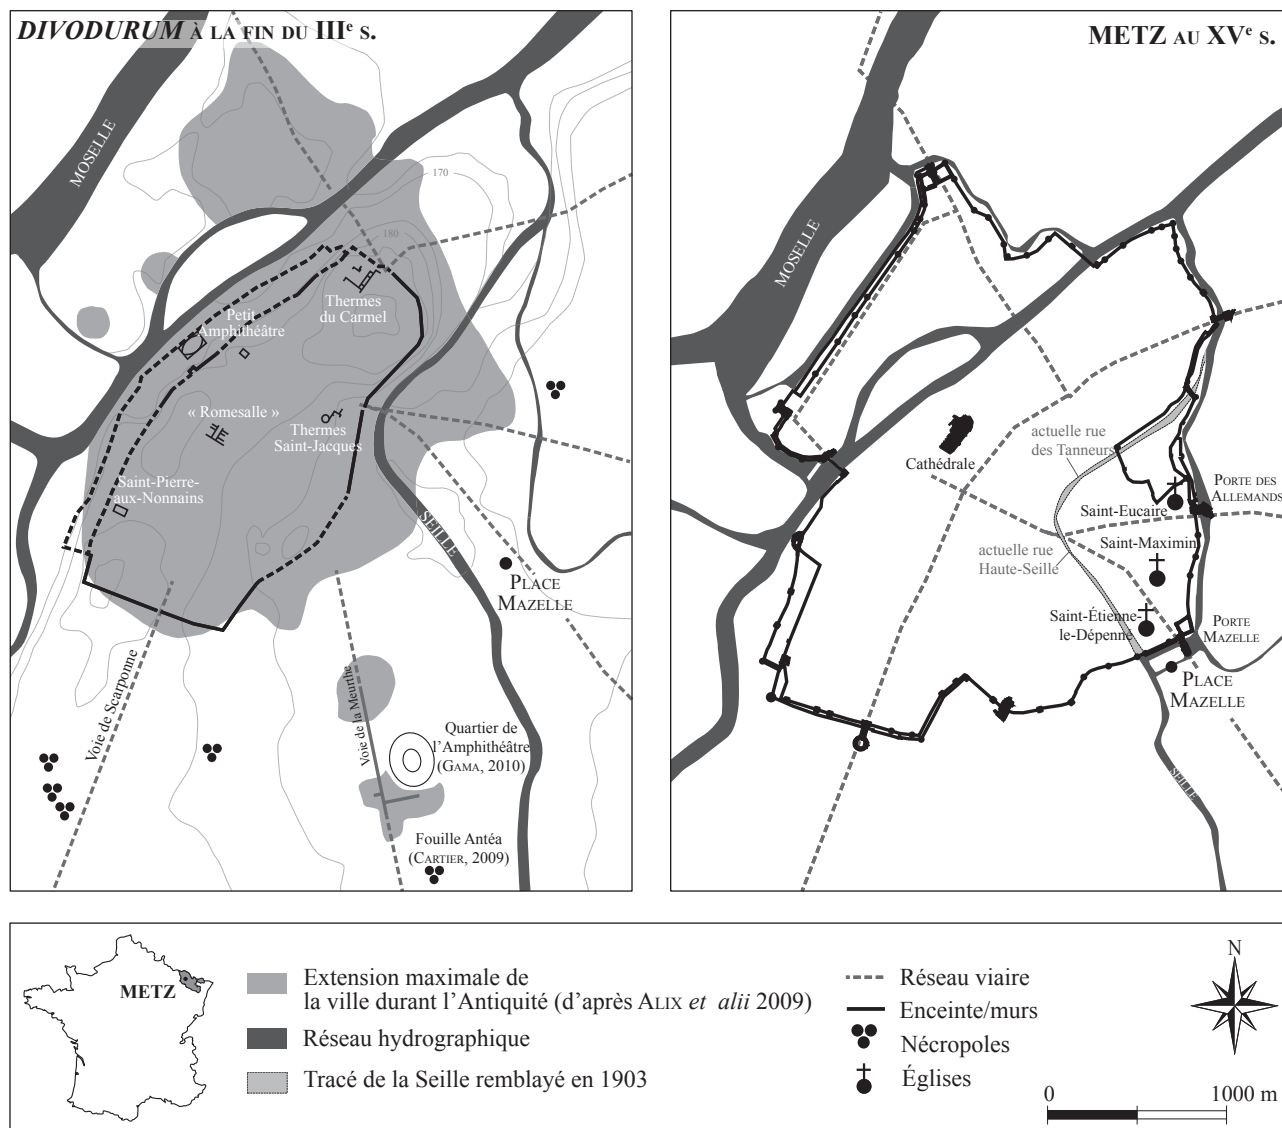 DIVODURUM À LA FIN DU IIIe S.
MOSELLE
170
180
Thermes
du Carmel
Petit
Amphithéâtre
« Romesalle »
Thermes
Saint-Jacques
Saint-Pierre-
aux-Nonnains
SEILLE
PLACE
MAZELLE
Voie de Scarponne
Voie de la Meurthe
Quartier de
l'Amphithéâtre
(GAMA, 2010)
Fouille Antéa
(CARTIER, 2009)
METZ AU XVe S.
MOSELLE
Cathédrale
actuelle rue
des Tanneurs
PORTE DES
ALLEMANDS
Saint-Eucaire
Saint-Maximin
actuelle rue
Haute-Seille
Saint-Étienne-
le-Dépenné
PORTE
MAZELLE
PLACE
MAZELLE
SEILLE
METZ
Extension maximale de
la ville durant l'Antiquité (d'après ALIX et alii 2009)
Réseau hydrographique
Tracé de la Seille remblayé en 1903
Réseau viaire
Enceinte/murs
Nécropoles
Églises
N
0 1000 m